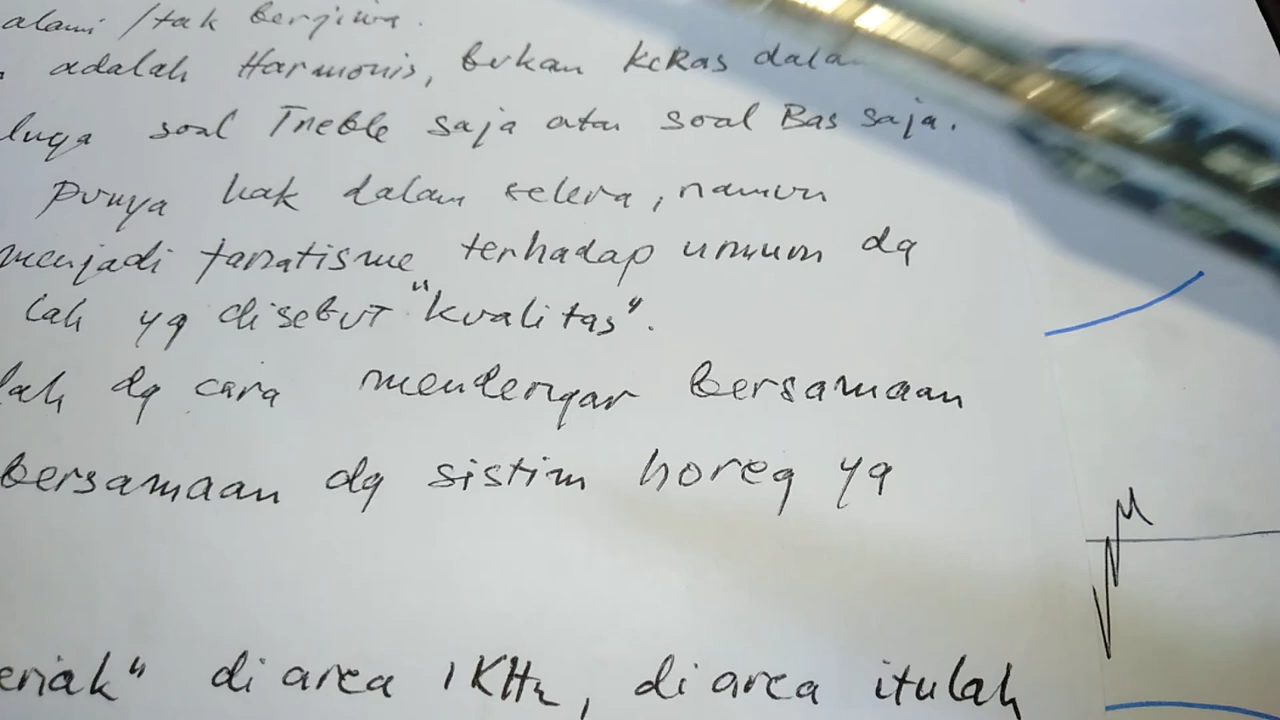 alami / tak berjiwa.
adalah Harmonis, bukan keras
soal Treble saja atau soal Bas saja.
punya hak dalam selera, namun
menjadi fanatisme terhadap umum dg
lah yg disebut "kualitas".
lah dg cara mendengar bersamaan
bersamaan dg sistim horeg yg
eriak" di area 1KHz, di area itulah